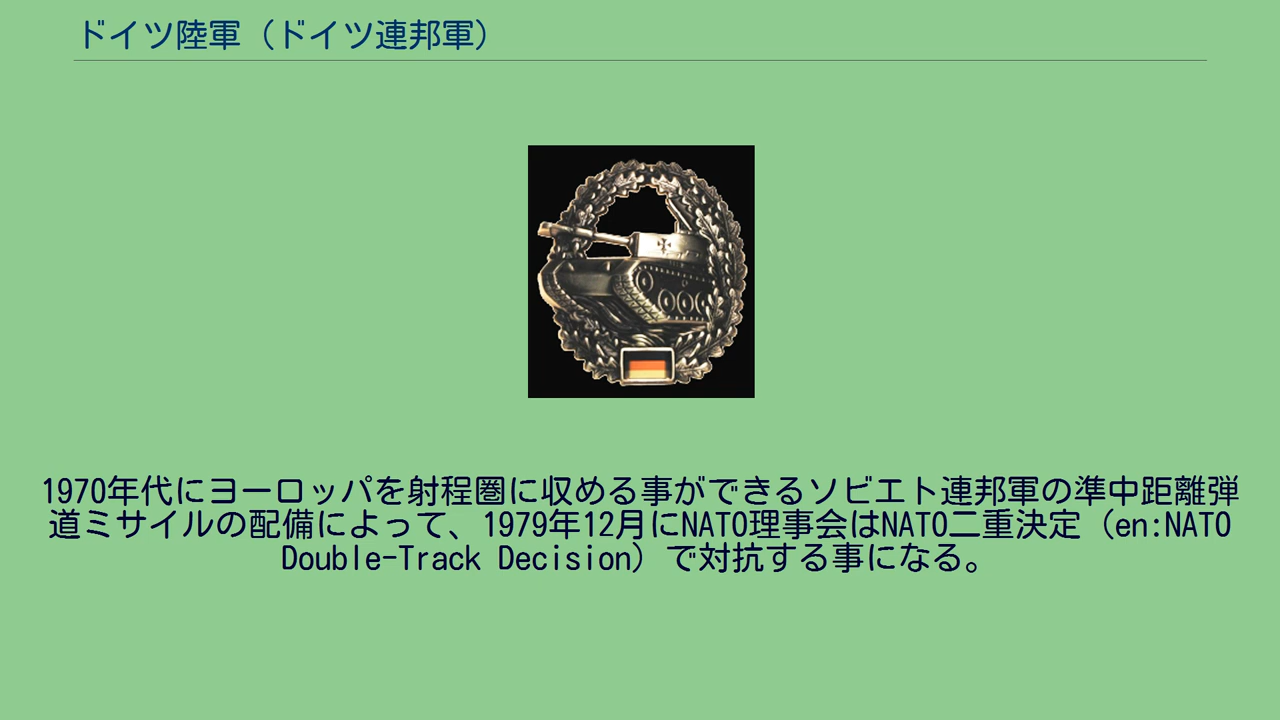 ドイツ陸軍（ドイツ連邦軍）
1970年代にヨーロッパを射程圏に収める事ができるソビエト連邦軍の準中距離弾
道ミサイルの配備によって、1979年12月にNATO理事会はNATO二重決定（en:NATO
Double-Track Decision）で対抗する事になる。